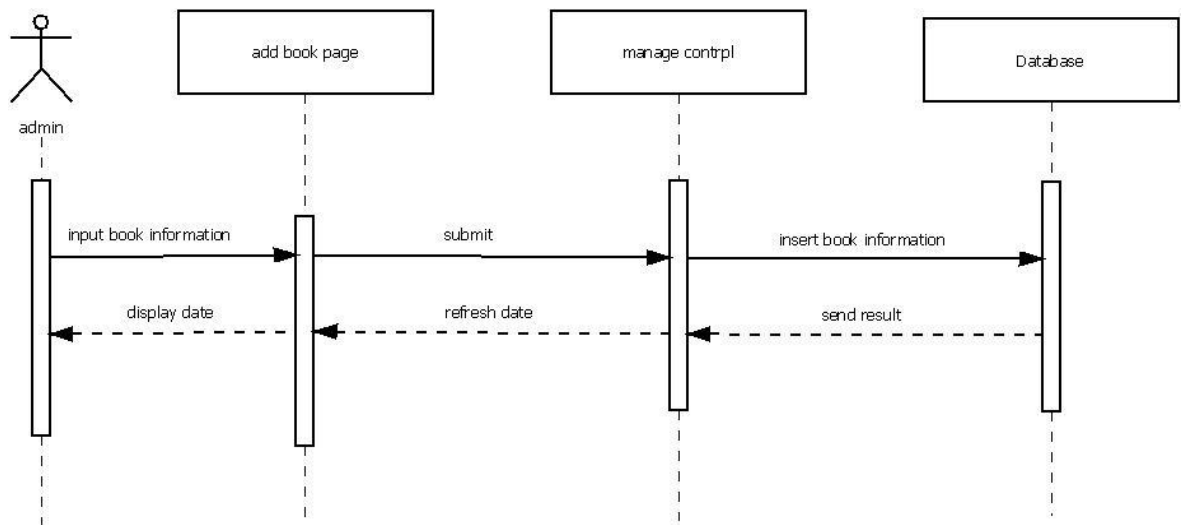 add book page
manage contrpl
Database
admin
input book information
submit
insert book information
display date
refresh date
send result